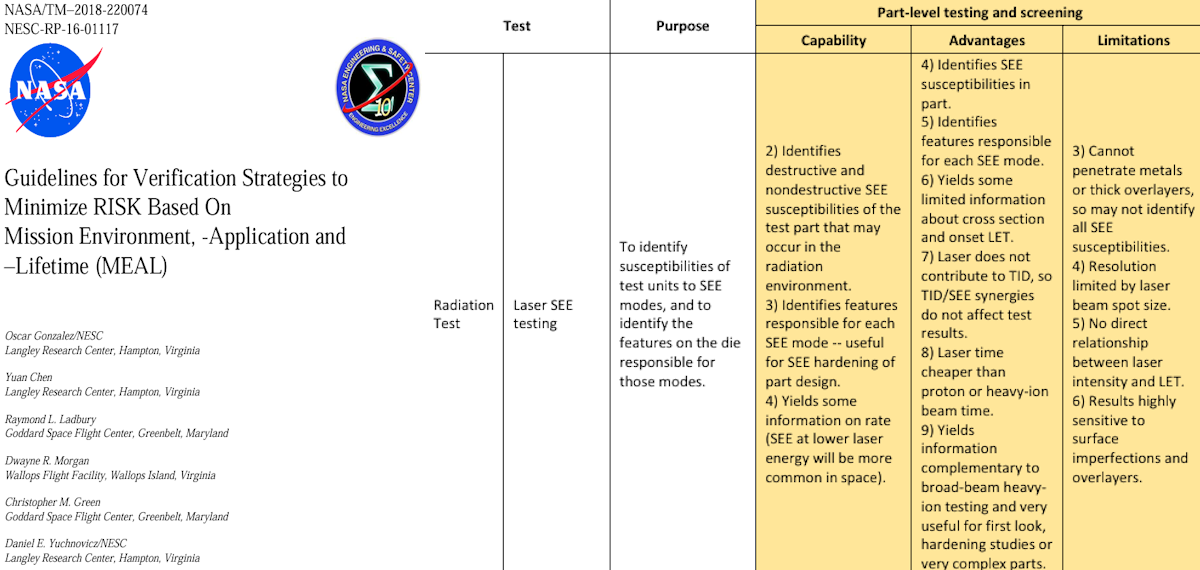 NASA/TM–2018-220074
NESC-RP-16-01117
NASA
NASA ENGINEERING & SAFETY CENTER
Σ
10
ENGINEERING EXCELLENCE
Guidelines for Verification Strategies to
Minimize RISK Based On
Mission Environment, -Application and
–Lifetime (MEAL)
Oscar Gonzalez/NESC
Langley Research Center, Hampton, Virginia
Yuan Chen
Langley Research Center, Hampton, Virginia
Raymond L. Ladbury
Goddard Space Flight Center, Greenbelt, Maryland
Dwayne R. Morgan
Wallops Flight Facility, Wallops Island, Virginia
Christopher M. Green
Goddard Space Flight Center, Greenbelt, Maryland
Daniel E. Yuchnovicz/NESC
Langley Research Center, Hampton, Virginia
Test
Purpose
Part-level testing and screening
Capability
Advantages
Limitations
Radiation
Test
Laser SEE
testing
To identify
susceptibilities of
test units to SEE
modes, and to
identify the
features on the die
responsible for
those modes.
2) Identifies
destructive and
nondestructive SEE
susceptibilities of the
test part that may
occur in the
radiation
environment.
3) Identifies features
responsible for each
SEE mode -- useful
for SEE hardening of
part design.
4) Yields some
information on rate
(SEE at lower laser
energy will be more
common in space).
4) Identifies SEE
susceptibilities in
part.
5) Identifies
features responsible
for each SEE mode.
6) Yields some
limited information
about cross section
and onset LET.
7) Laser does not
contribute to TID, so
TID/SEE synergies
do not affect test
results.
8) Laser time
cheaper than
proton or heavy-ion
beam time.
9) Yields
information
complementary to
broad-beam heavy-
ion testing and very
useful for first look,
hardening studies or
very complex parts.
3) Cannot
penetrate metals
or thick overlayers,
so may not identify
all SEE
susceptibilities.
4) Resolution
limited by laser
beam spot size.
5) No direct
relationship
between laser
intensity and LET.
6) Results highly
sensitive to
surface
imperfections and
overlayers.